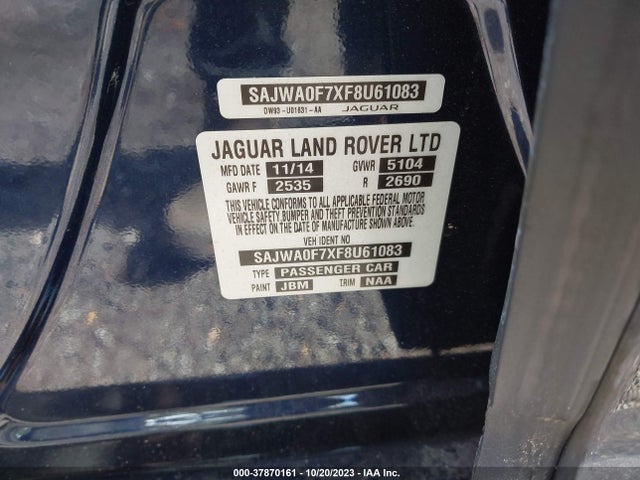 SAJWA0F7XF8U61083
DW93-U01831-AA JAGUAR
JAGUAR LAND ROVER LTD
MFD DATE 11/14 GVWR 5104
GAWR F 2535 R 2690
THIS VEHICLE CONFORMS TO ALL APPLICABLE FEDERAL MOTOR
VEHICLE SAFETY,BUMPER AND THEFT PREVENTION STANDARDS
IN EFFECT ON THE DATE OF MANUFACTURE SHOWN ABOVE.
VEH IDENT NO
SAJWA0F7XF8U61083
TYPE PASSENGER CAR
PAINT JBM TRIM NAA
000-37870161 - 10/20/2023 - IAA Inc.